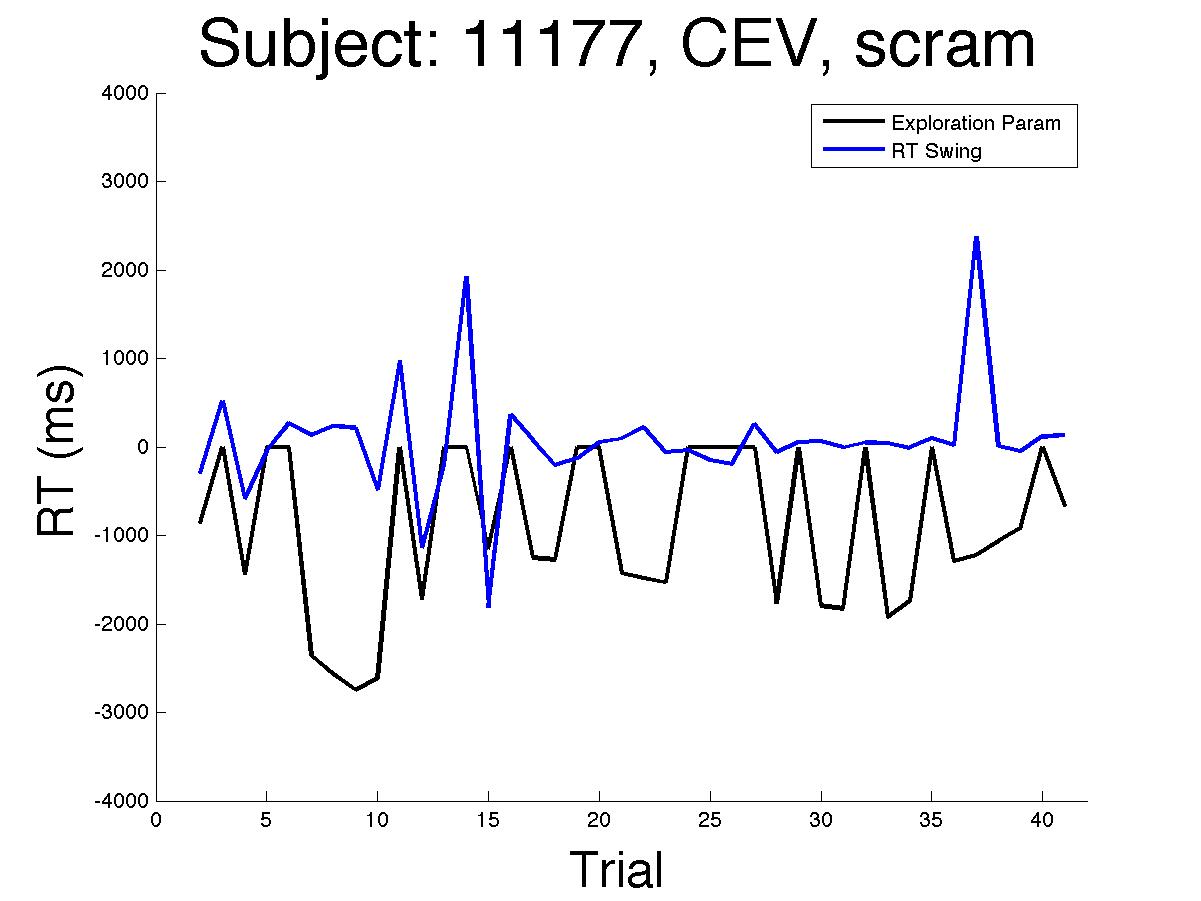 Subject: 11177, CEV, scram
Exploration Param
RT Swing
4000
3000
2000
1000
0
-1000
-2000
-3000
-4000
RT (ms)
0 5 10 15 20 25 30 35 40
Trial